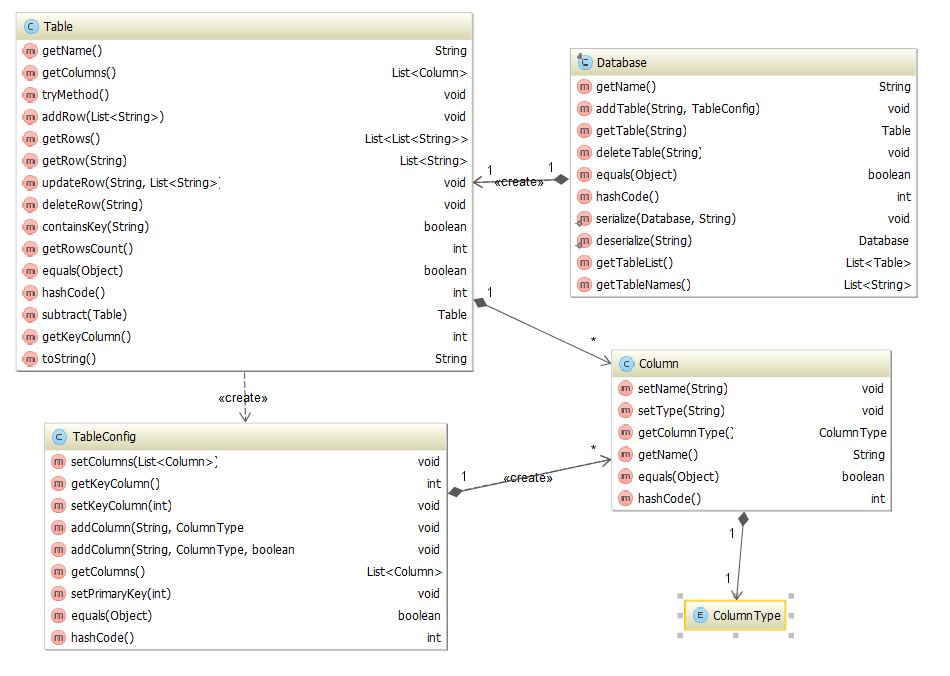 C Table
m getName() String
m getColumns() List<Column>
m tryMethod() void
m addRow(List<String>) void
m getRows() List<List<String>>
m getRow(String) List<String>
m updateRow(String, List<String>) void
m deleteRow(String) void
m containsKey(String) boolean
m getRowsCount() int
m equals(Object) boolean
m hashCode() int
m subtract(Table) Table
m getKeyColumn() int
m toString() String
C Database
m getName() String
m addTable(String, TableConfig) void
m getTable(String) Table
m deleteTable(String) void
m equals(Object) boolean
m hashCode() int
m serialize(Database, String) void
m deserialize(String) Database
m getTableList() List<Table>
m getTableNames() List<String>
1 «create» 1
1
*
«create»
C Column
m setName(String) void
m setType(String) void
m getColumnType() ColumnType
m getName() String
m equals(Object) boolean
m hashCode() int
C TableConfig
m setColumns(List<Column>) void
m getKeyColumn() int
m setKeyColumn(int) void
m addColumn(String, ColumnType void
m addColumn(String, ColumnType, boolean void
m getColumns() List<Column>
m setPrimaryKey(int) void
m equals(Object) boolean
m hashCode() int
1 «create» *
1
1
E ColumnType